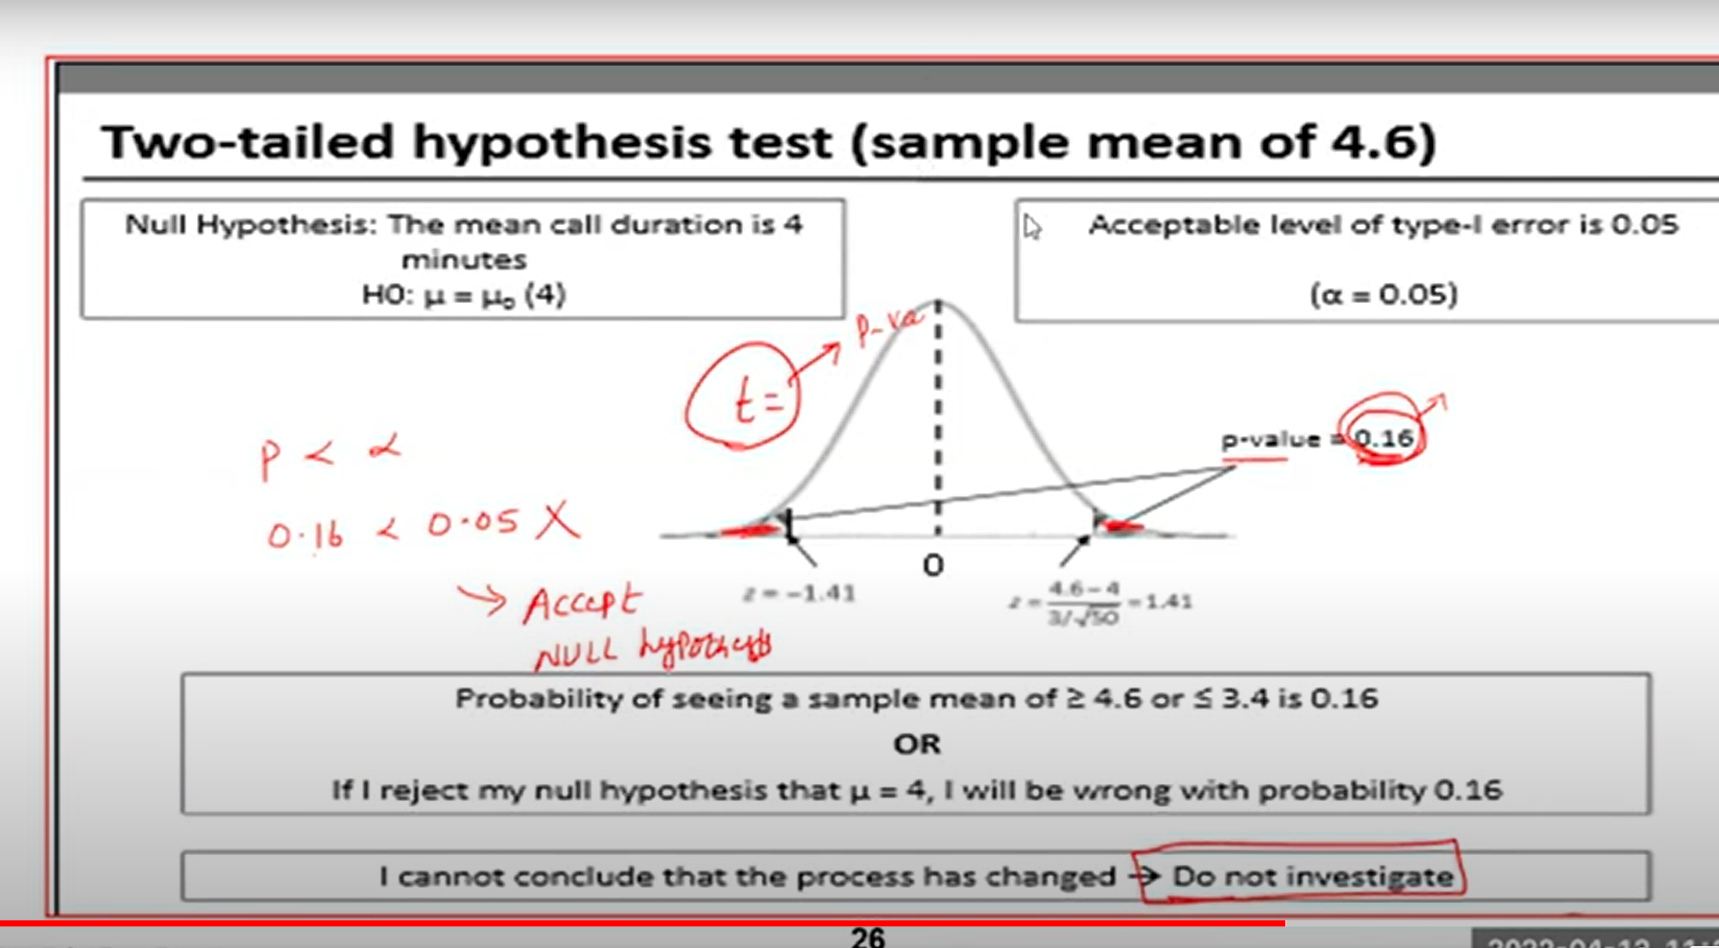 Two-tailed hypothesis test (sample mean of 4.6)
Null Hypothesis: The mean call duration is 4
minutes
H0: μ = μ₀ (4)
Acceptable level of type-I error is 0.05
(α = 0.05)
t=
p-va
p-value = 0.16
P < α
0.16 < 0.05 X
→ Accept
NULL hypothesis
0
z = -1.41
z = (4.6-4)/(3/√50) = 1.41
Probability of seeing a sample mean of ≥ 4.6 or ≤ 3.4 is 0.16
OR
If I reject my null hypothesis that μ = 4, I will be wrong with probability 0.16
I cannot conclude that the process has changed → Do not investigate
26